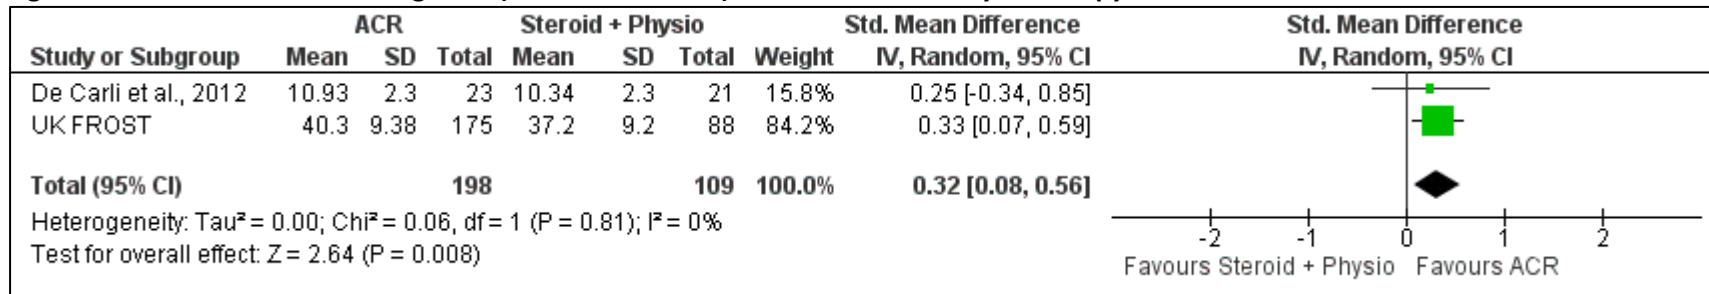 ACR Steroid + Physio Std. Mean Difference Std. Mean Difference
Study or Subgroup Mean SD Total Mean SD Total Weight IV, Random, 95% CI IV, Random, 95% CI
De Carli et al., 2012 10.93 2.3 23 10.34 2.3 21 15.8% 0.25 [-0.34, 0.85]
UK FROST 40.3 9.38 175 37.2 9.2 88 84.2% 0.33 [0.07, 0.59]
Total (95% CI) 198 109 100.0% 0.32 [0.08, 0.56]
Heterogeneity: Tau² = 0.00; Chi² = 0.06, df = 1 (P = 0.81); I² = 0%
Test for overall effect: Z = 2.64 (P = 0.008)
-2 -1 0 1 2
Favours Steroid + Physio Favours ACR